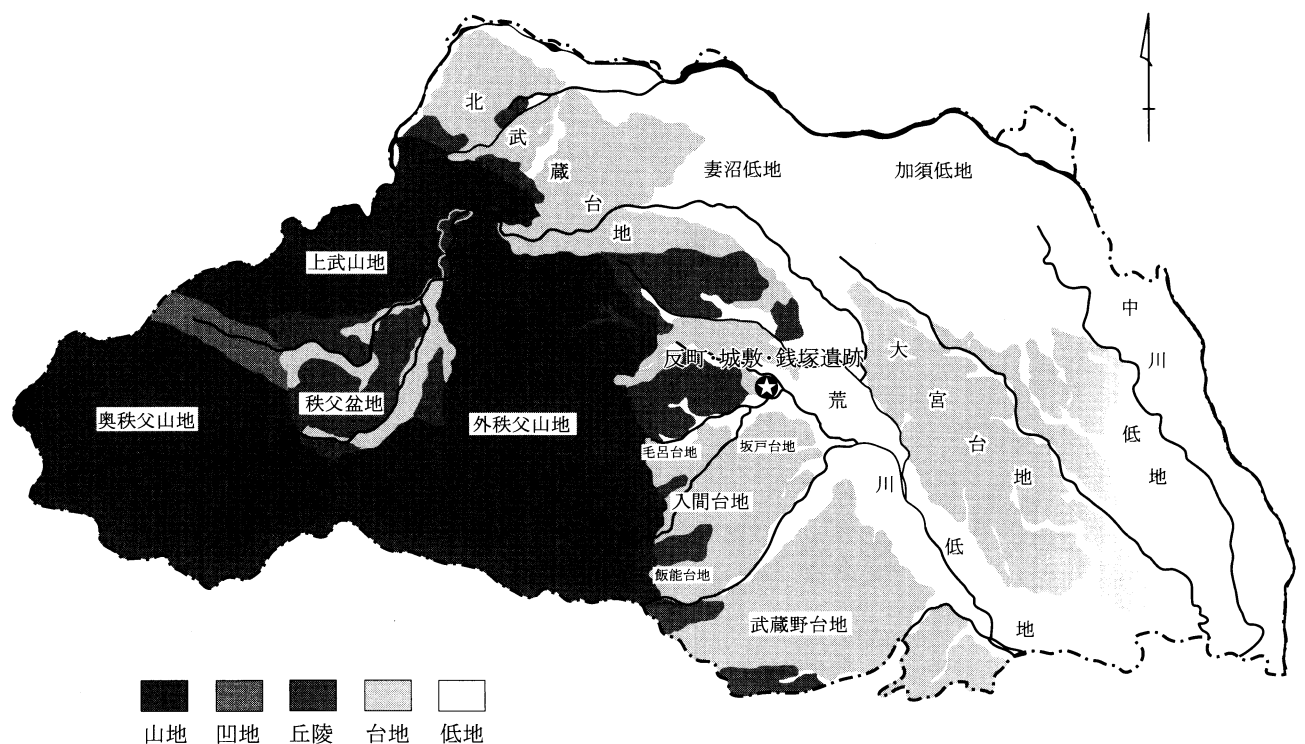 北武蔵台地
妻沼低地
加須低地
上武山地
中川低地
反町・城敷・銭塚遺跡
大宮台地
荒川低地
秩父盆地
奥秩父山地
外秩父山地
毛呂台地
坂戸台地
入間台地
飯能台地
武蔵野台地
山地
凹地
丘陵
台地
低地